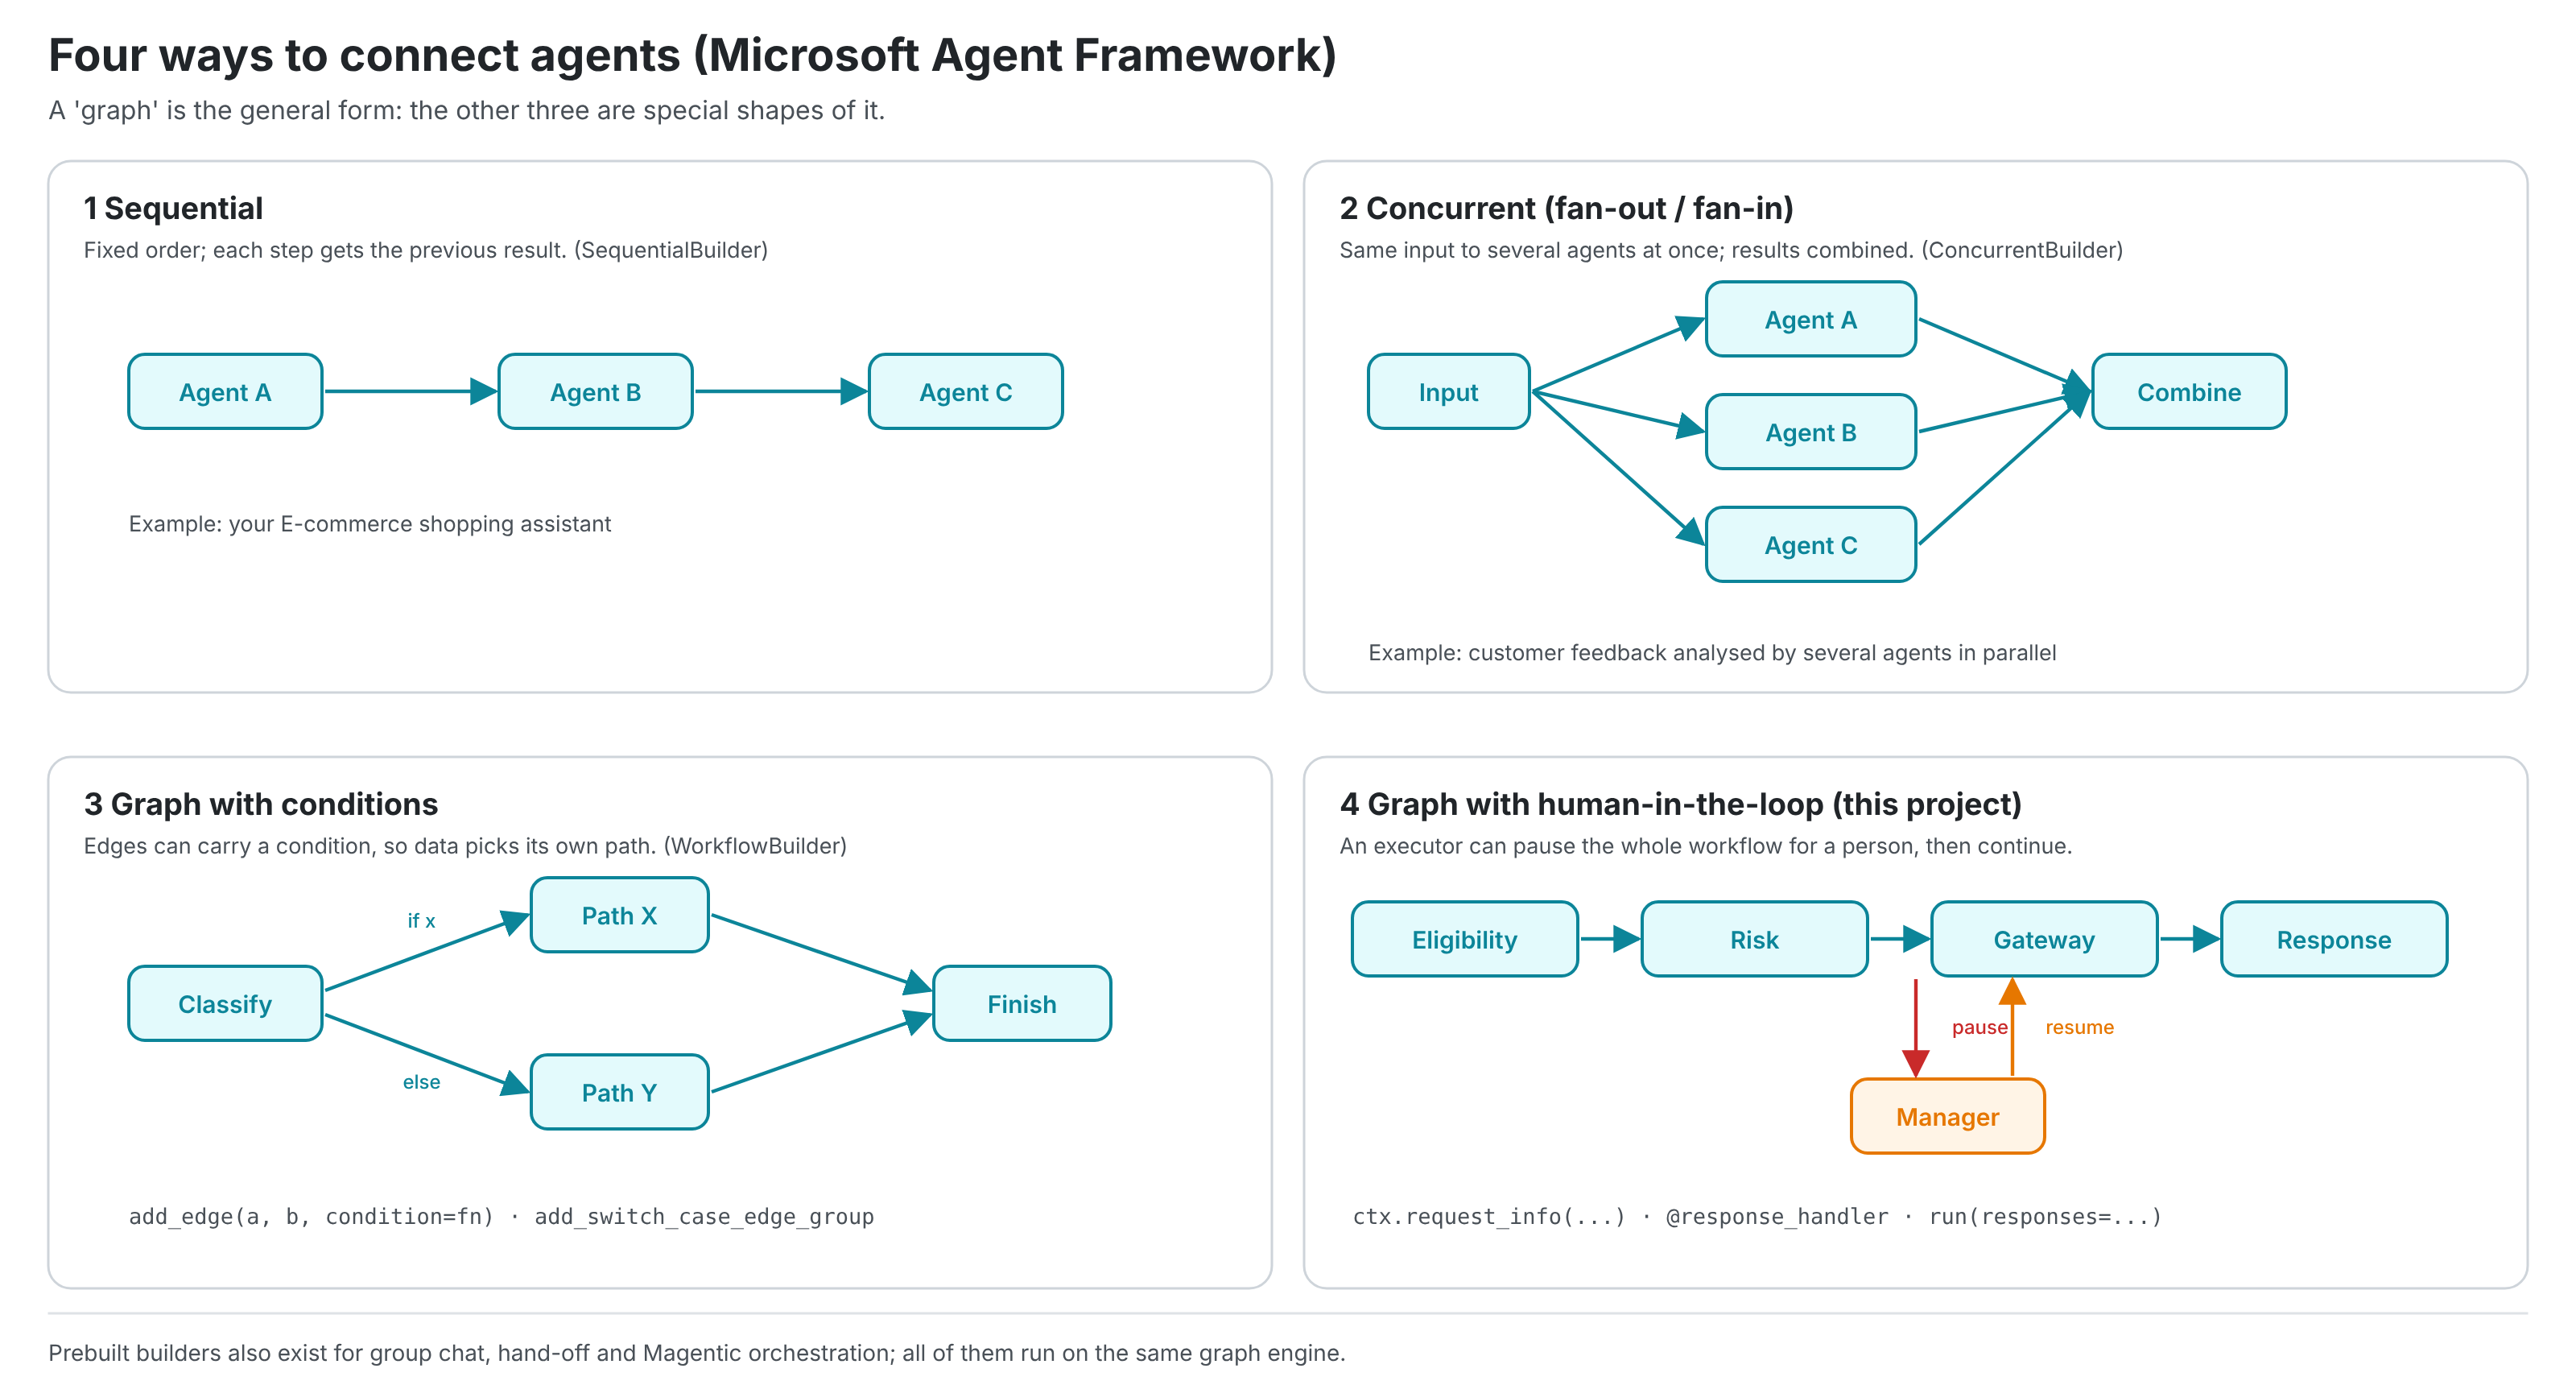 Four ways to connect agents (Microsoft Agent Framework)
A 'graph' is the general form: the other three are special shapes of it.
1 Sequential
Fixed order; each step gets the previous result. (SequentialBuilder)
Agent A
Agent B
Agent C
Example: your E-commerce shopping assistant
2 Concurrent (fan-out / fan-in)
Same input to several agents at once; results combined. (ConcurrentBuilder)
Input
Agent A
Agent B
Agent C
Combine
Example: customer feedback analysed by several agents in parallel
3 Graph with conditions
Edges can carry a condition, so data picks its own path. (WorkflowBuilder)
Classify
if x
else
Path X
Path Y
Finish
add_edge(a, b, condition=fn) · add_switch_case_edge_group
4 Graph with human-in-the-loop (this project)
An executor can pause the whole workflow for a person, then continue.
Eligibility
Risk
Gateway
Response
pause
resume
Manager
ctx.request_info(...) · @response_handler · run(responses=...)
Prebuilt builders also exist for group chat, hand-off and Magentic orchestration; all of them run on the same graph engine.